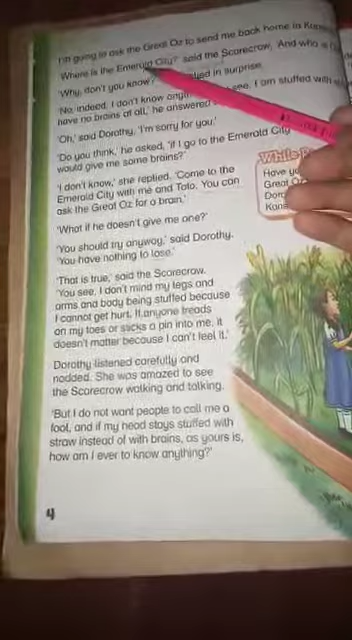 I'm going to ask the Great Oz to send me back home to Kansas
'Where is the Emerald City?' said the Scarecrow. 'And who is
'Why, don't you know?' replied in surprise.
'No, indeed. I don't know any see, I am stuffed with
have no brains at all,' he answered
'Oh,' said Dorothy, 'I'm sorry for you.'
'Do you think,' he asked, 'if I go to the Emerald City
would give me some brains?'
'I don't know,' she replied. 'Come to the
Emerald City with me and Toto. You can
ask the Great Oz for a brain.'
'What if he doesn't give me one?'
'You should try anyway,' said Dorothy.
'You have nothing to lose.'
'That is true,' said the Scarecrow.
'You see, I don't mind my legs and
arms and body being stuffed because
I cannot get hurt. If anyone treads
on my toes or sticks a pin into me, it
doesn't matter because I can't feel it.'
Dorothy listened carefully and
nodded. She was amazed to see
the Scarecrow walking and talking.
'But I do not want people to call me a
fool, and if my head stays stuffed with
straw instead of with brains, as yours is,
how am I ever to know anything?'
While
Have
Great
4